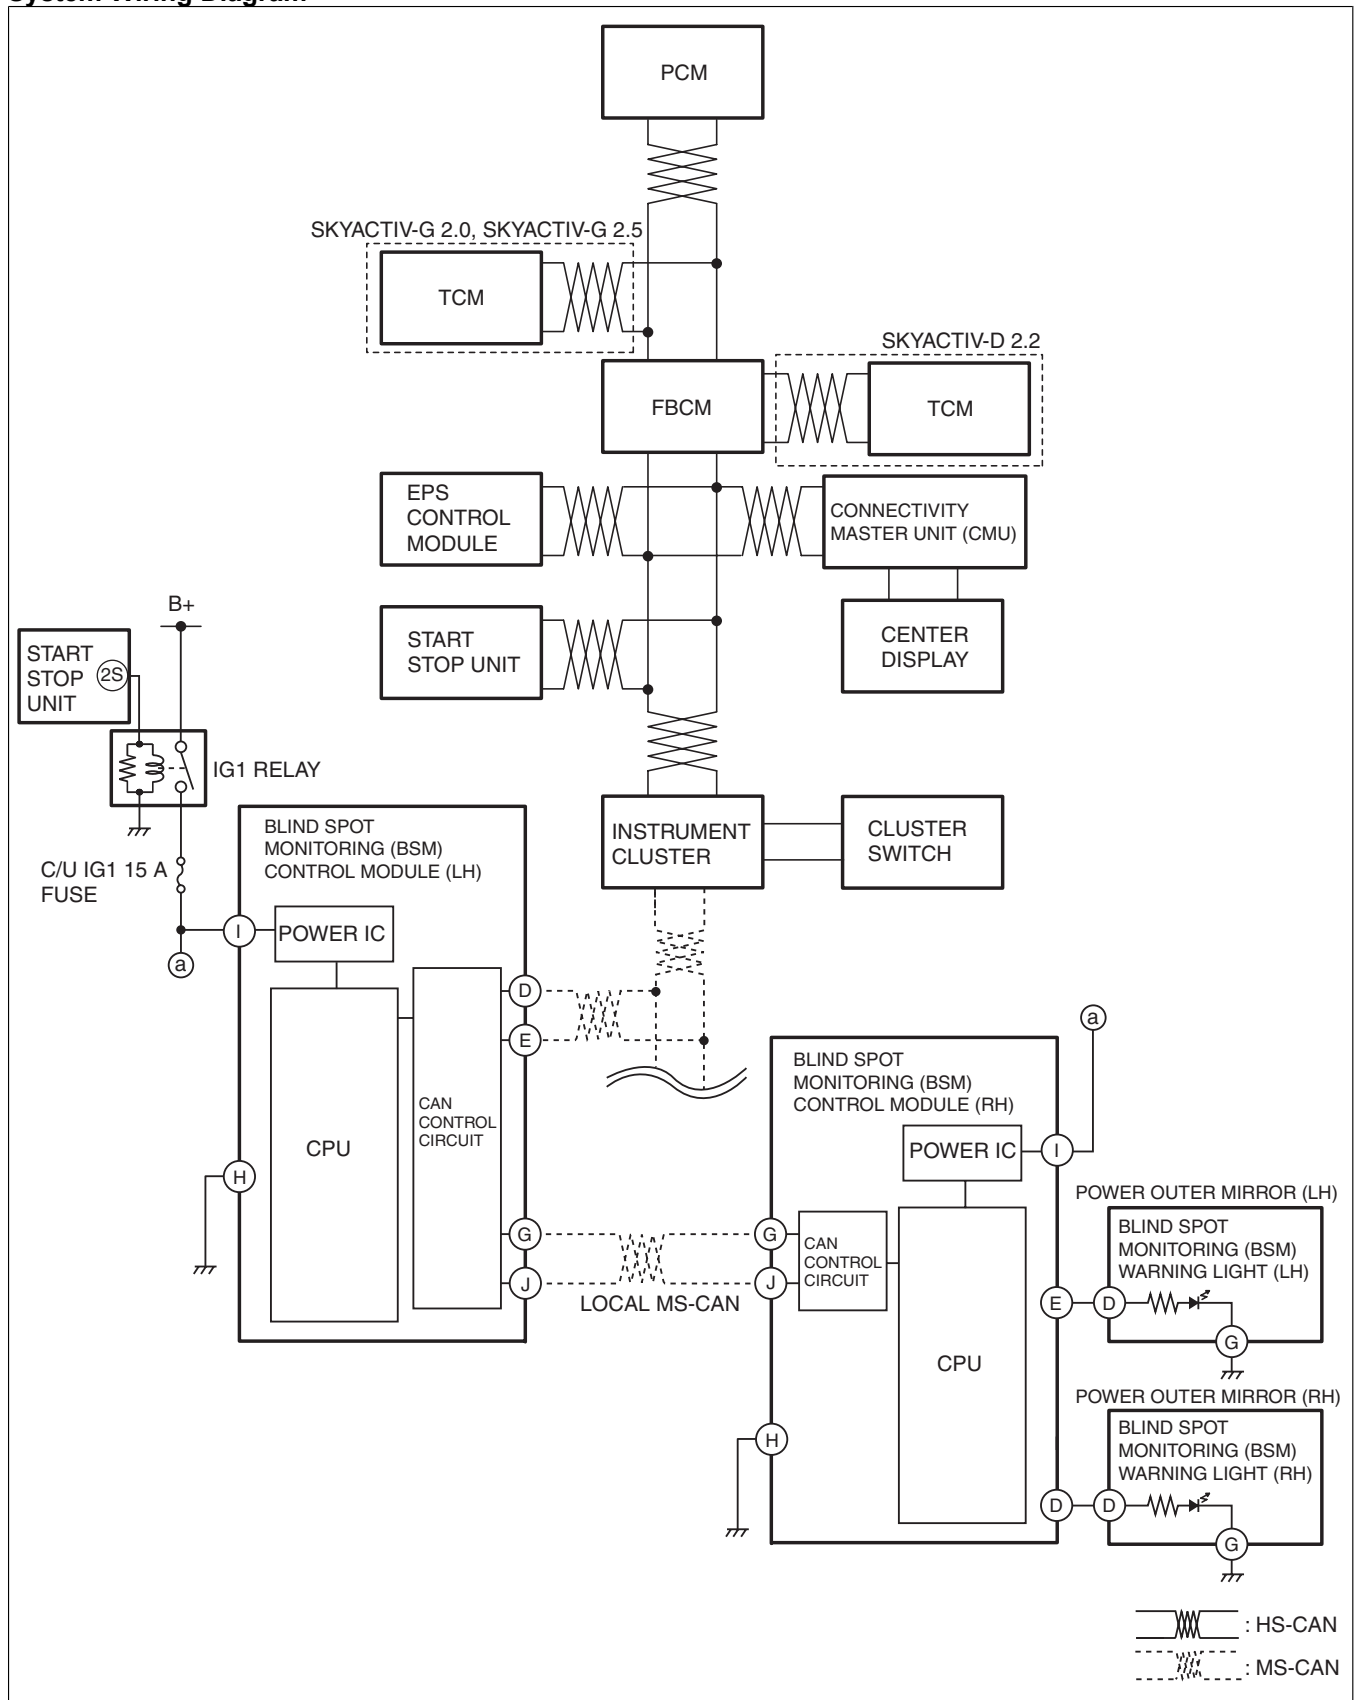 System Wiring Diagram
PCM
SKYACTIV-G 2.0, SKYACTIV-G 2.5
TCM
SKYACTIV-D 2.2
FBCM
TCM
EPS
CONTROL
MODULE
CONNECTIVITY
MASTER UNIT (CMU)
B+
START
STOP
UNIT
2S
START
STOP UNIT
CENTER
DISPLAY
IG1 RELAY
C/U IG1 15 A
FUSE
a
BLIND SPOT
MONITORING (BSM)
CONTROL MODULE (LH)
INSTRUMENT
CLUSTER
CLUSTER
SWITCH
I
POWER IC
D
E
CAN
CONTROL
CIRCUIT
CPU
H
G
J
LOCAL MS-CAN
a
BLIND SPOT
MONITORING (BSM)
CONTROL MODULE (RH)
POWER IC
I
G
J
CAN
CONTROL
CIRCUIT
CPU
H
E
D
POWER OUTER MIRROR (LH)
BLIND SPOT
MONITORING (BSM)
WARNING LIGHT (LH)
D
G
POWER OUTER MIRROR (RH)
BLIND SPOT
MONITORING (BSM)
WARNING LIGHT (RH)
D
G
: HS-CAN
: MS-CAN